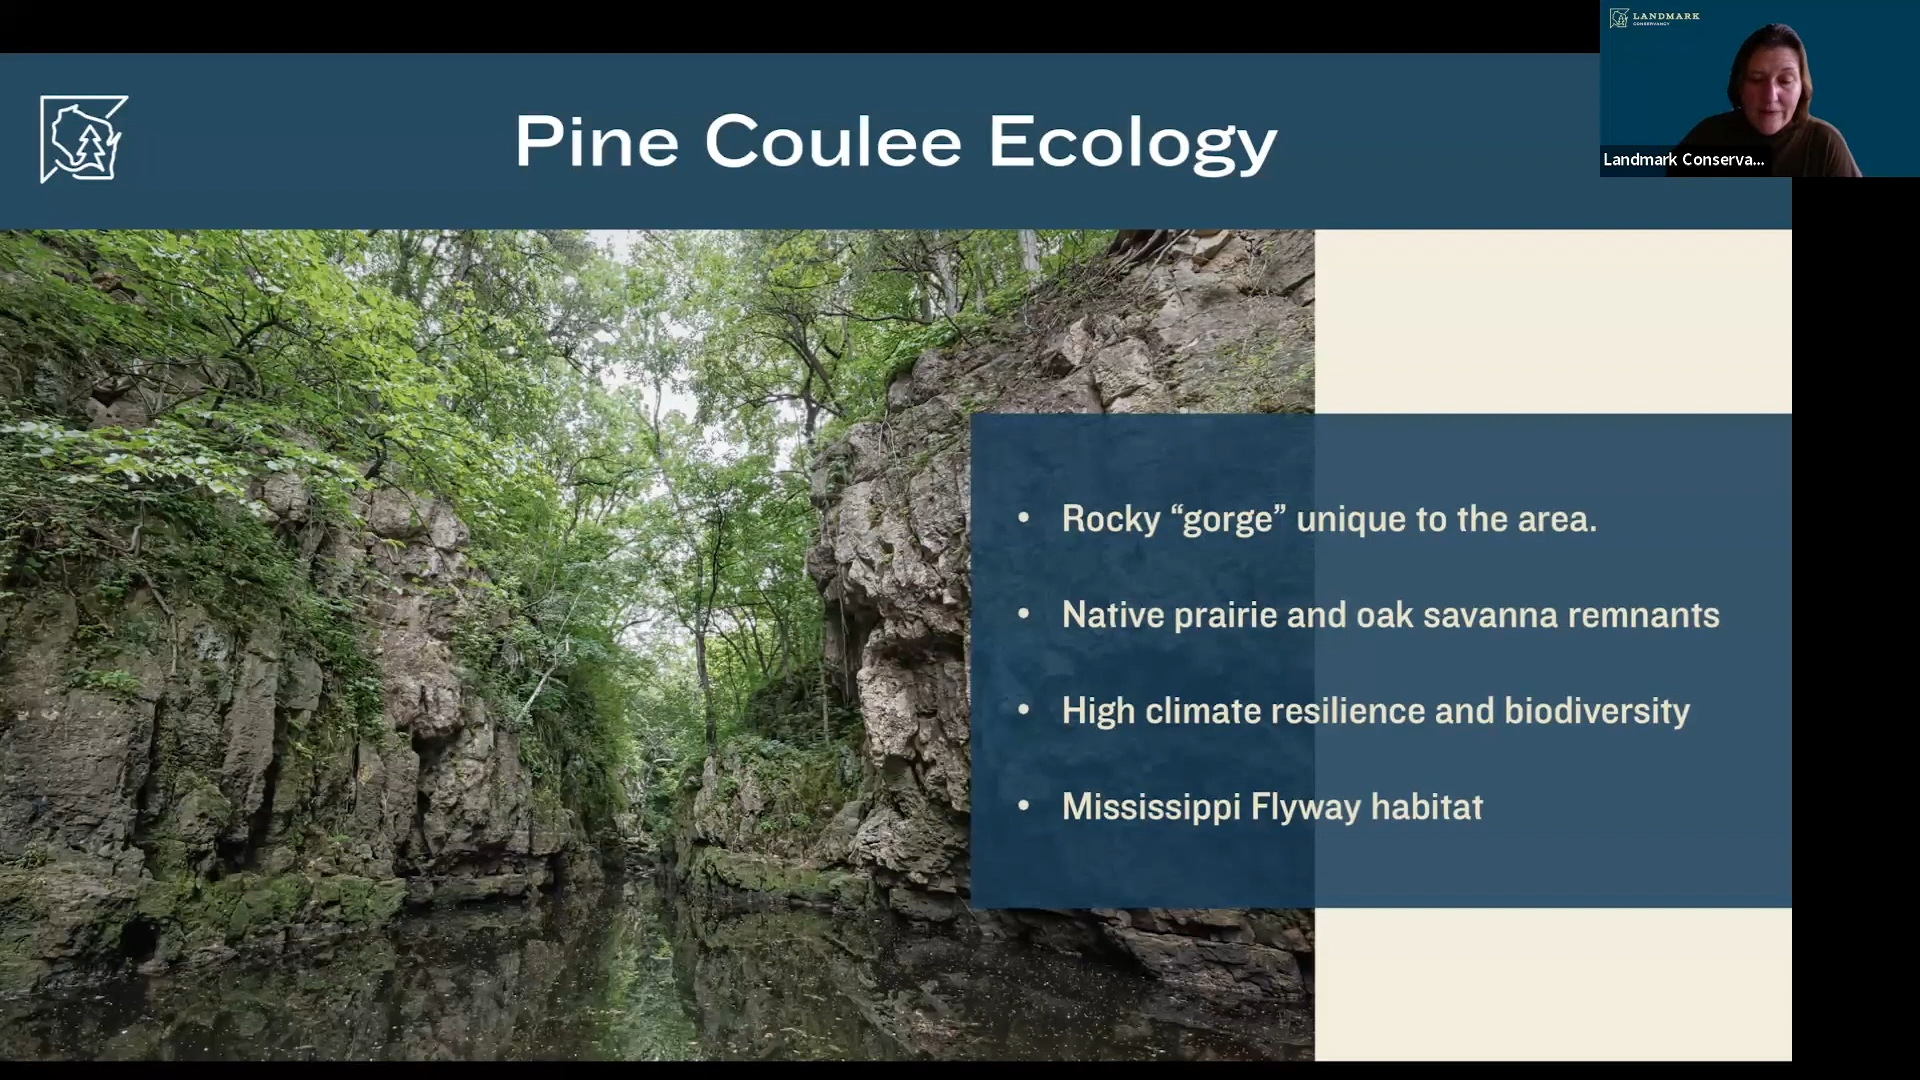 LANDMARK
CONSERVANCY
Landmark Conserva...
Pine Coulee Ecology
• Rocky “gorge” unique to the area.
• Native prairie and oak savanna remnants
• High climate resilience and biodiversity
• Mississippi Flyway habitat